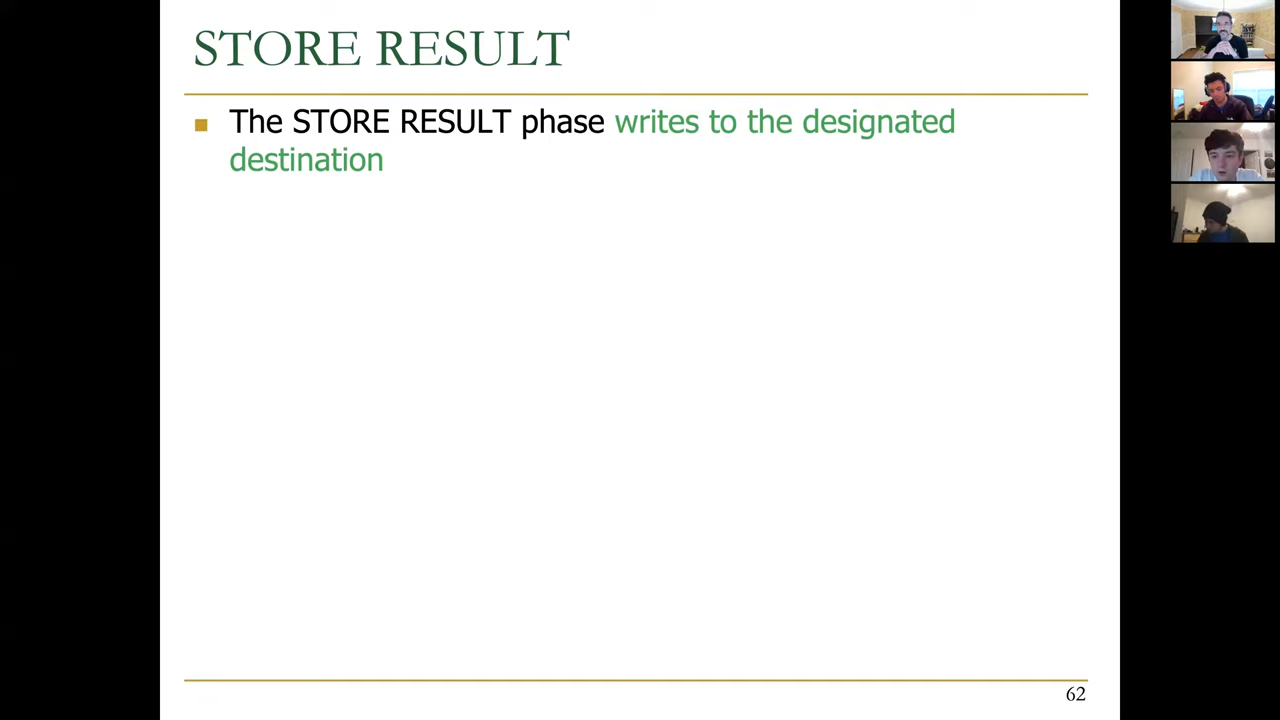 STORE RESULT
The STORE RESULT phase writes to the designated
destination
62